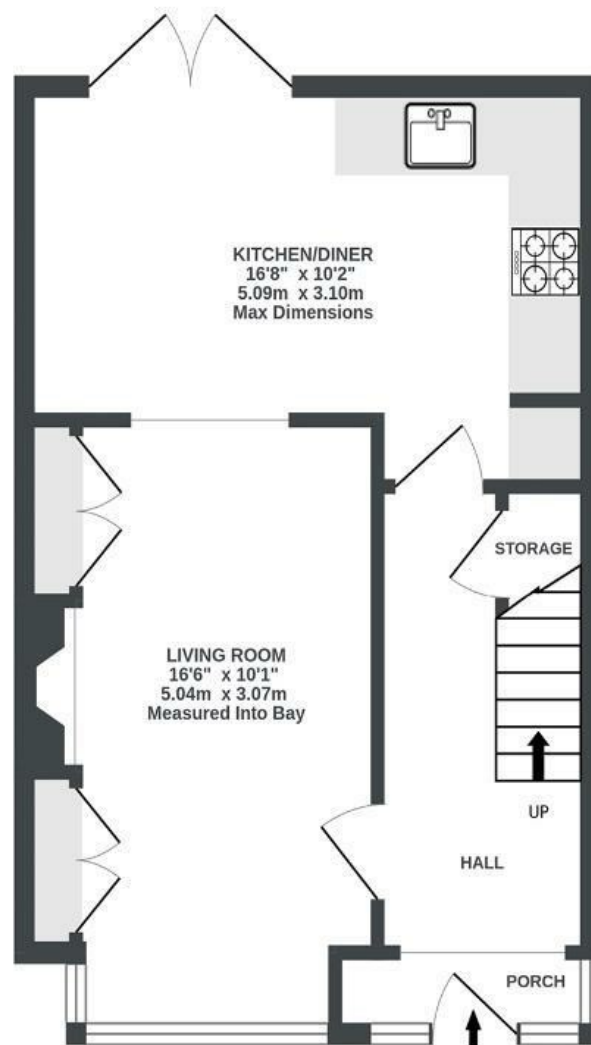 KITCHEN/DINER
16'8" x 10'2"
5.09m x 3.10m
Max Dimensions
STORAGE
LIVING ROOM
16'6" x 10'1"
5.04m x 3.07m
Measured Into Bay
UP
HALL
PORCH